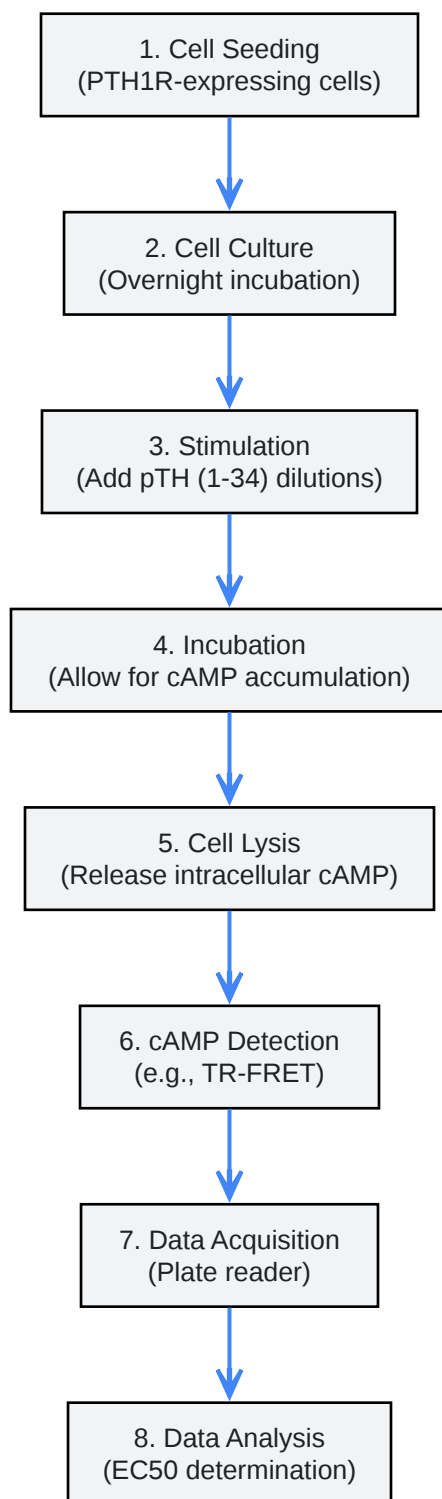 1. Cell Seeding
(PTH1R-expressing cells)
2. Cell Culture
(Overnight incubation)
3. Stimulation
(Add pTH (1-34) dilutions)
4. Incubation
(Allow for cAMP accumulation)
5. Cell Lysis
(Release intracellular cAMP)
6. cAMP Detection
(e.g., TR-FRET)
7. Data Acquisition
(Plate reader)
8. Data Analysis
(EC50 determination)